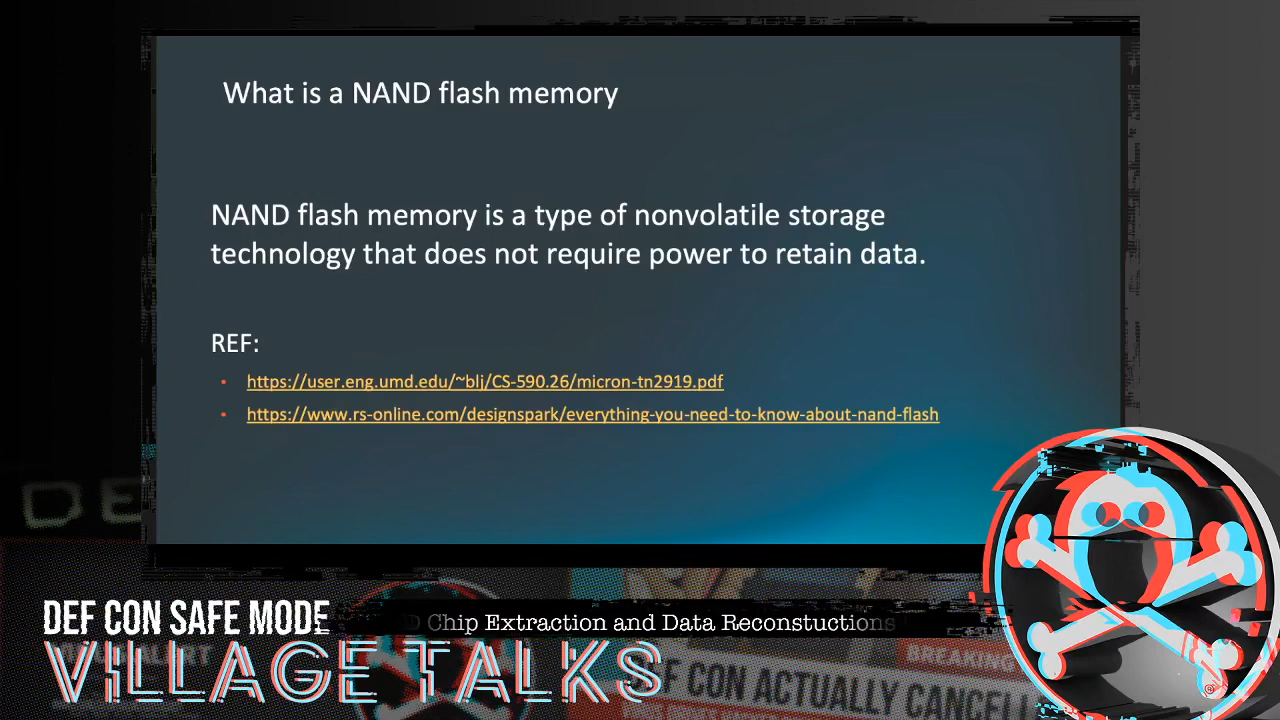 What is a NAND flash memory
NAND flash memory is a type of nonvolatile storage
technology that does not require power to retain data.
REF:
• https://user.eng.umd.edu/~blj/CS-590.26/micron-tn2919.pdf
• https://www.rs-online.com/designspark/everything-you-need-to-know-about-nand-flash
DEF CON SAFE MODE
D Chip Extraction and Data Reconstuctions
VILLAGE TALKS
BREAKING
DEF CON ACTUALLY CANCELL